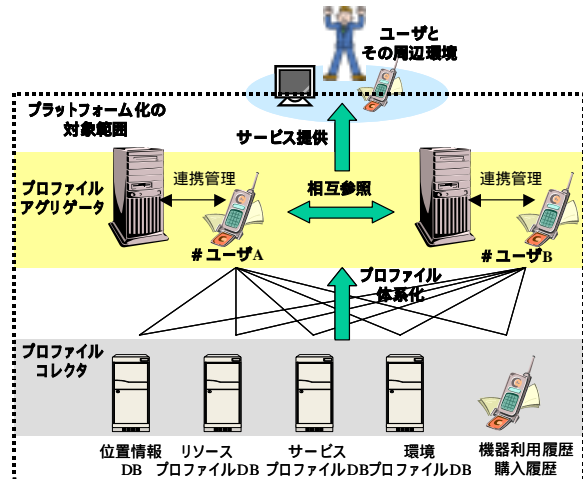 ユーザと
その周辺環境
プラットフォーム化の
対象範囲
サービス提供
プロファイル
アグリゲータ
連携管理
相互参照
連携管理
#ユーザA
#ユーザB
プロファイル
体系化
プロファイル
コレクタ
位置情報
DB
リソース
プロファイルDB
サービス
プロファイルDB
環境
プロファイルDB
機器利用履歴
購入履歴